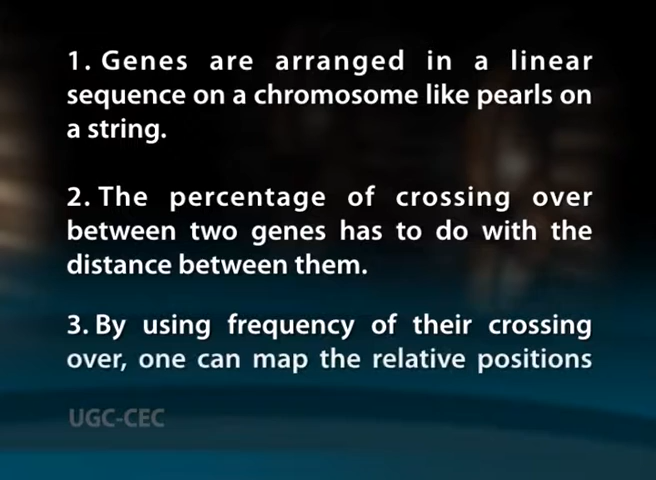 1. Genes are arranged in a linear
sequence on a chromosome like pearls on
a string.
2. The percentage of crossing over
between two genes has to do with the
distance between them.
3. By using frequency of their crossing
over, one can map the relative positions
UGC-CEC